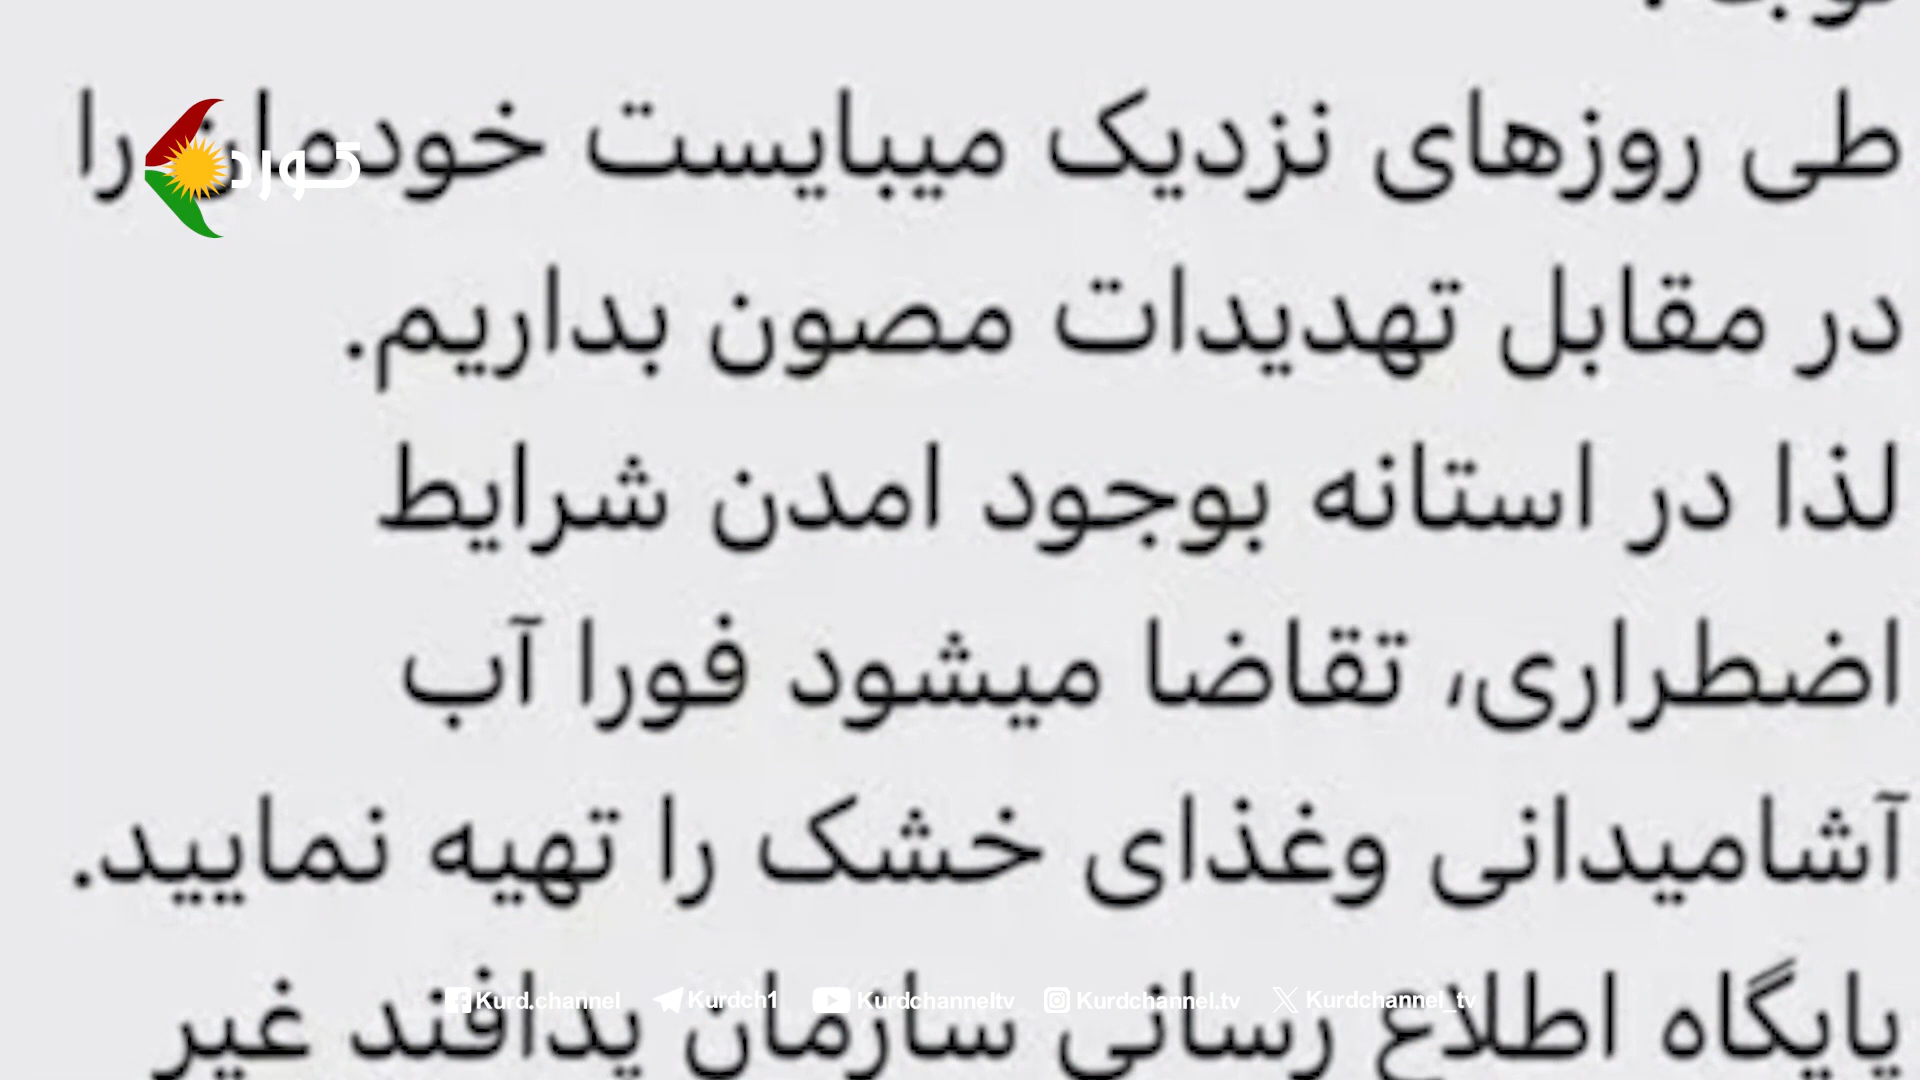 طی روزهای نزدیک میبایست خودمان را
کورد
در مقابل تهدیدات مصون بداریم.
لذا در استانه بوجود امدن شرایط
اضطراری، تقاضا میشود فورا آب
آشامیدانی وغذای خشک را تهیه نمایید.
پایگاه اطلاع رسانی سازمان پدافند غیر
Kurd.channel Kurdch1 Kurdchanneltv Kurdchannel.tv Kurdchannel_tv